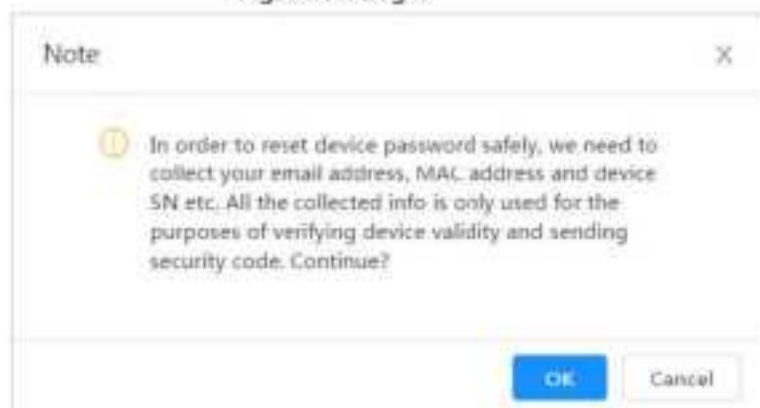 Note
X
In order to reset device password safely, we need to
collect your email address, MAC address and device
SN etc. All the collected info is only used for the
purposes of verifying device validity and sending
security code. Continue?
OK
Cancel